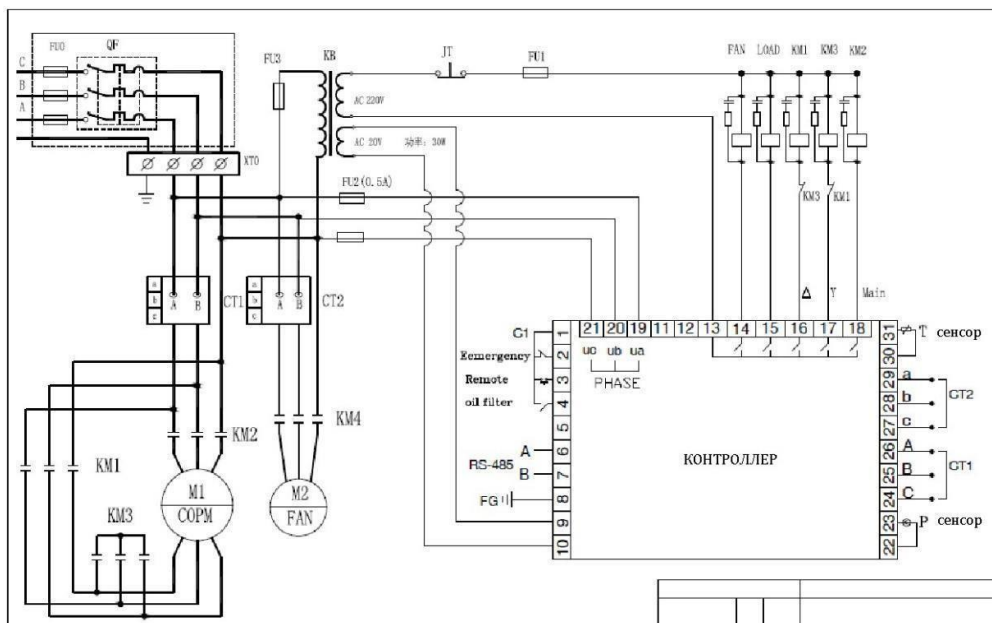 FU0
QF
C
B
A
XT0
FU3
KB
JT
FU1
AC 220V
AC 20V 功率: 30W
FAN LOAD KM1 KM3 KM2
KM3 KM1
FU2(0.5A)
a
b
c
A B
CT1
a
b
c
A B
CT2
Δ Y Main
G1
Eemergency
Remote
oil filter
1
2
3
4
5
6
7
8
9
10
21 20 19 11 12 13 14 15 16 17 18
uc ub ua
PHASE
31
30
29
28
27
26
25
24
23
22
T сенсор
a
b
c
CT2
A
B
C
CT1
P сенсор
RS-485
A
B
FG
КОНТРОЛЛЕР
KM1
KM2
KM4
KM3
M1
COPM
M2
FAN